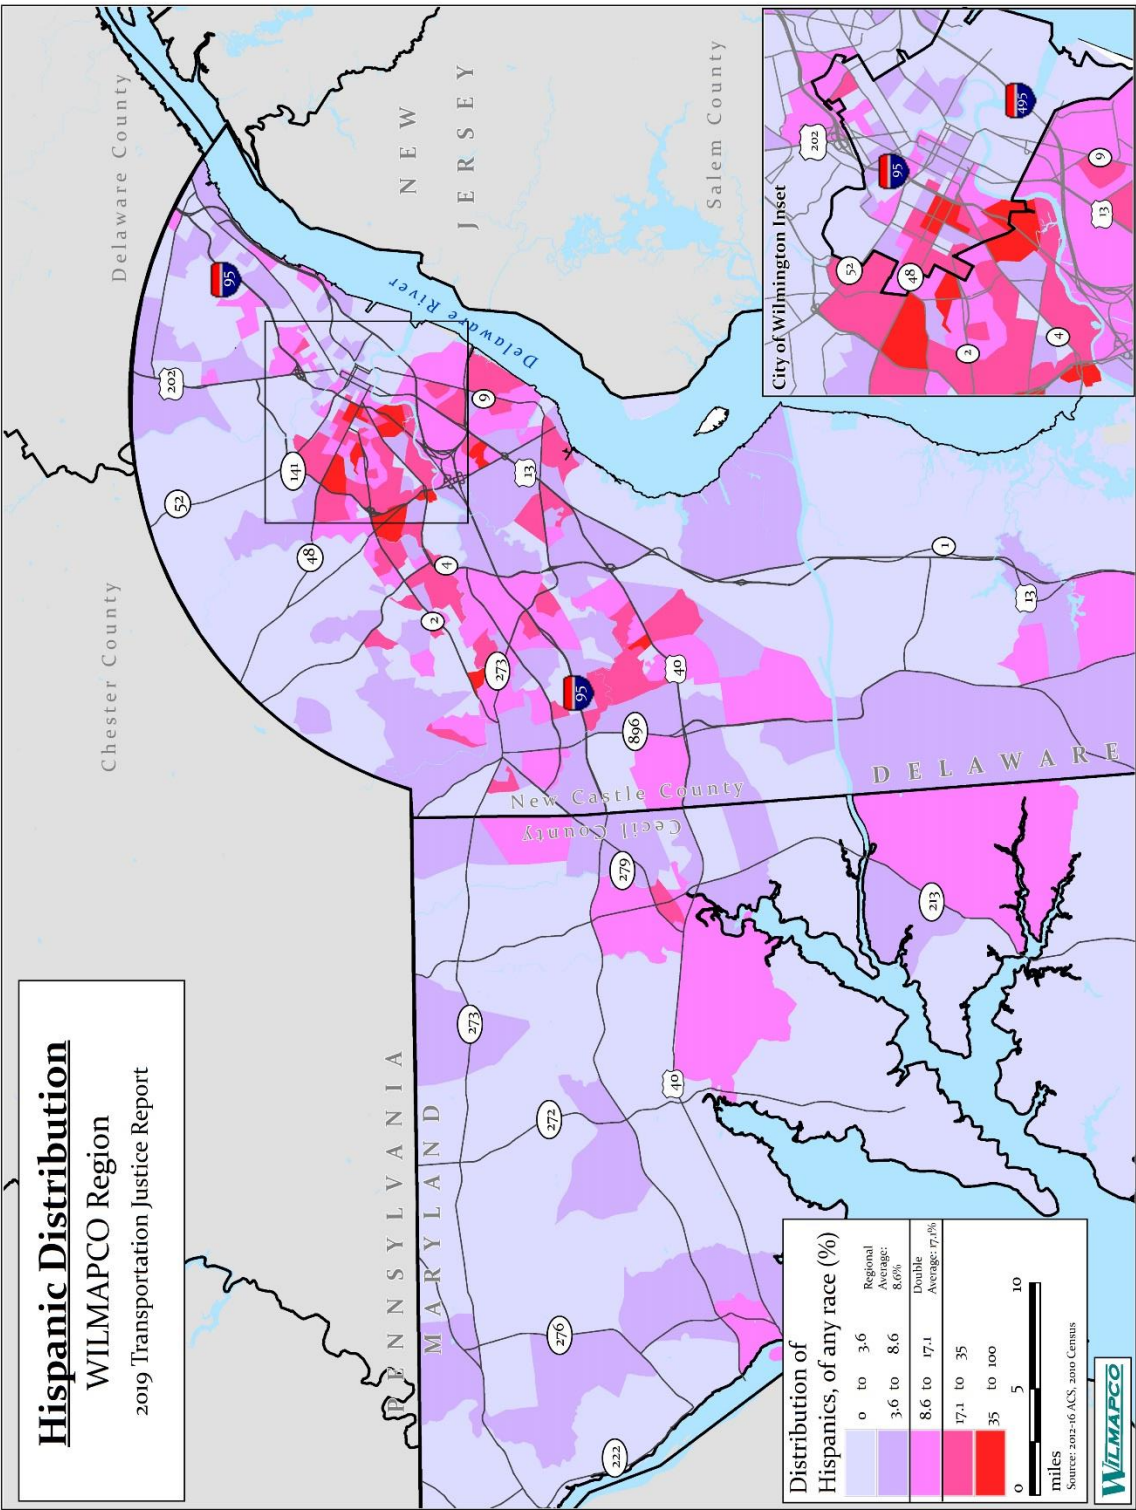 Hispanic Distribution
WILMAPCO Region
2019 Transportation Justice Report
Chester County
Delaware County
NEW
JERSEY
Salem County
Delaware River
PENNSYLVANIA
MARYLAND
New Castle County
Cecil County
DELAWARE
222
276
272
273
40
279
213
896
95
273
40
2
4
48
52
141
202
95
13
9
1
13
City of Wilmington Inset
202
95
495
52
48
2
4
13
9
Distribution of
Hispanics, of any race (%)
0 to 3.6
Regional
Average:
8.6%
3.6 to 8.6
8.6 to 17.1
Double
Average: 17.1%
17.1 to 35
35 to 100
0 5 10
miles
Source: 2012-16 ACS, 2010 Census
WILMAPCO